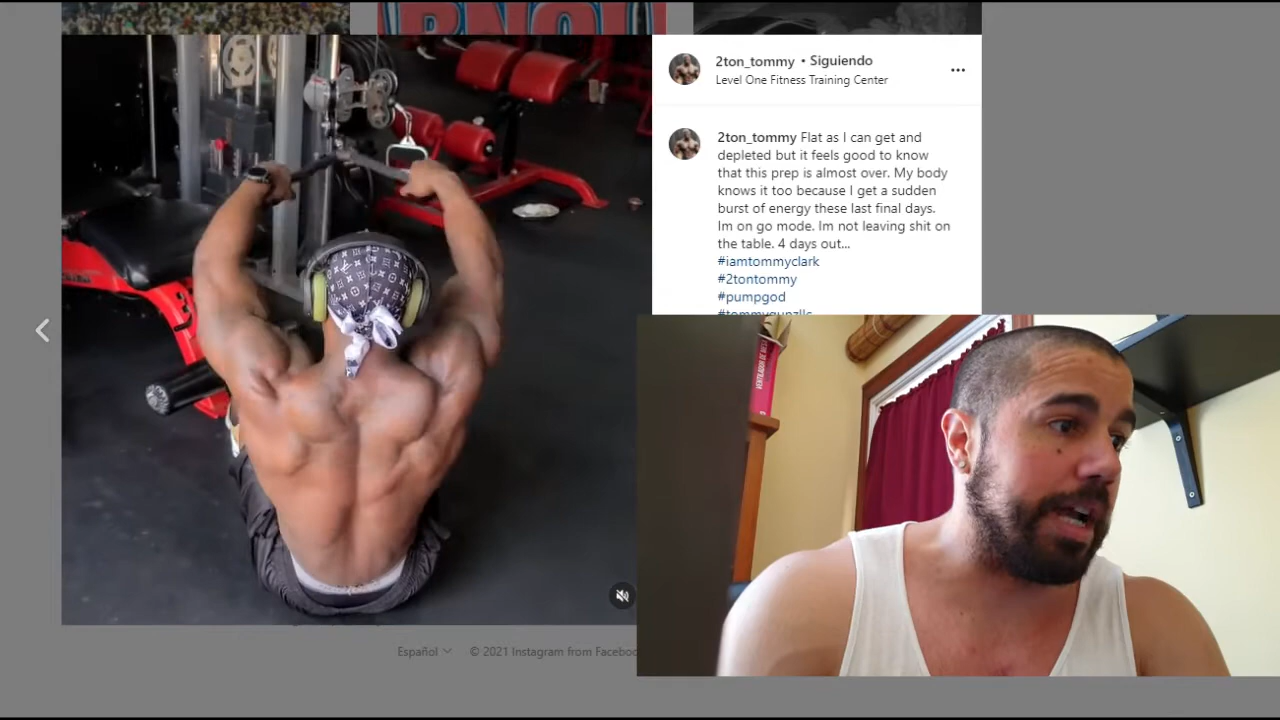 2ton_tommy • Siguiendo
Level One Fitness Training Center
2ton_tommy Flat as I can get and
depleted but it feels good to know
that this prep is almost over. My body
knows it too because I get a sudden
burst of energy these last final days.
Im on go mode. Im not leaving shit on
the table. 4 days out...
#iamtommyclark
#2tontommy
#pumpgod
#tommygunzllc
Español
© 2021 Instagram from Faceboo